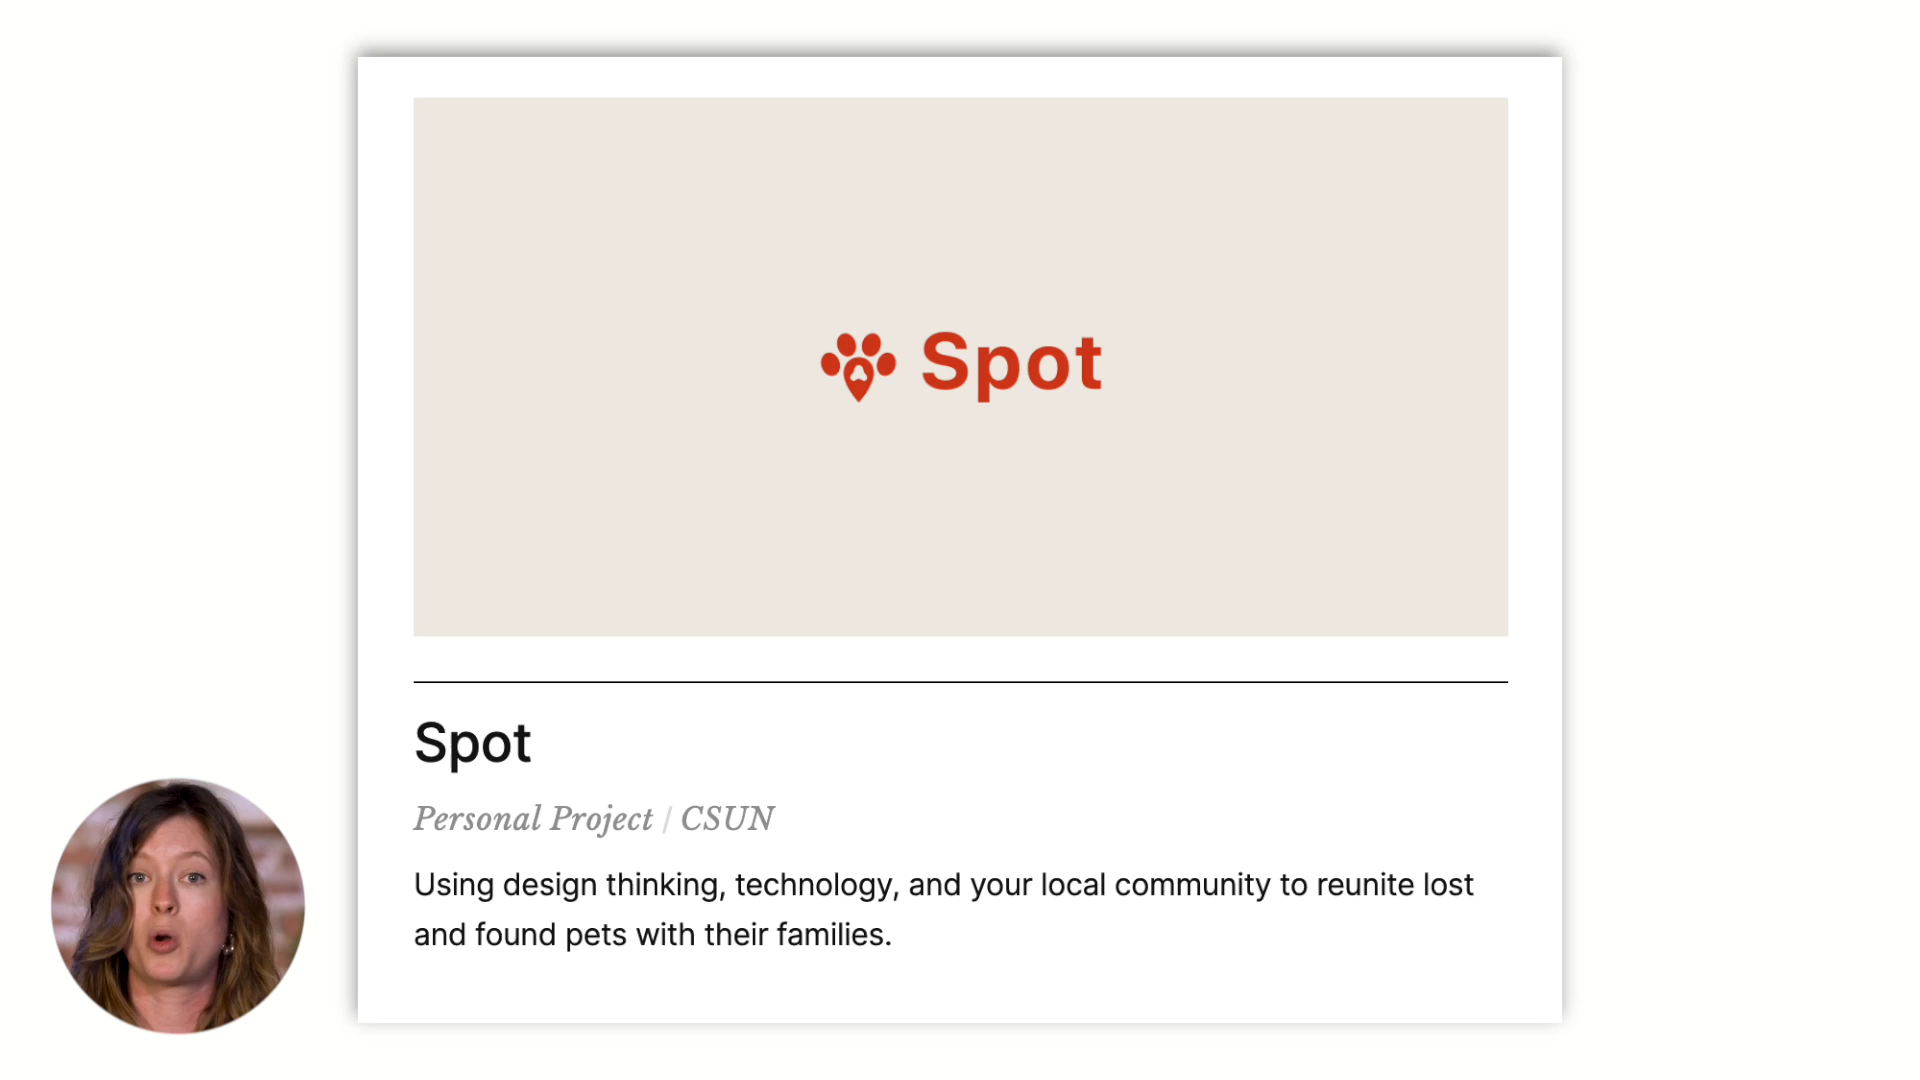 Spot
Spot
Personal Project / CSUN
Using design thinking, technology, and your local community to reunite lost
and found pets with their families.